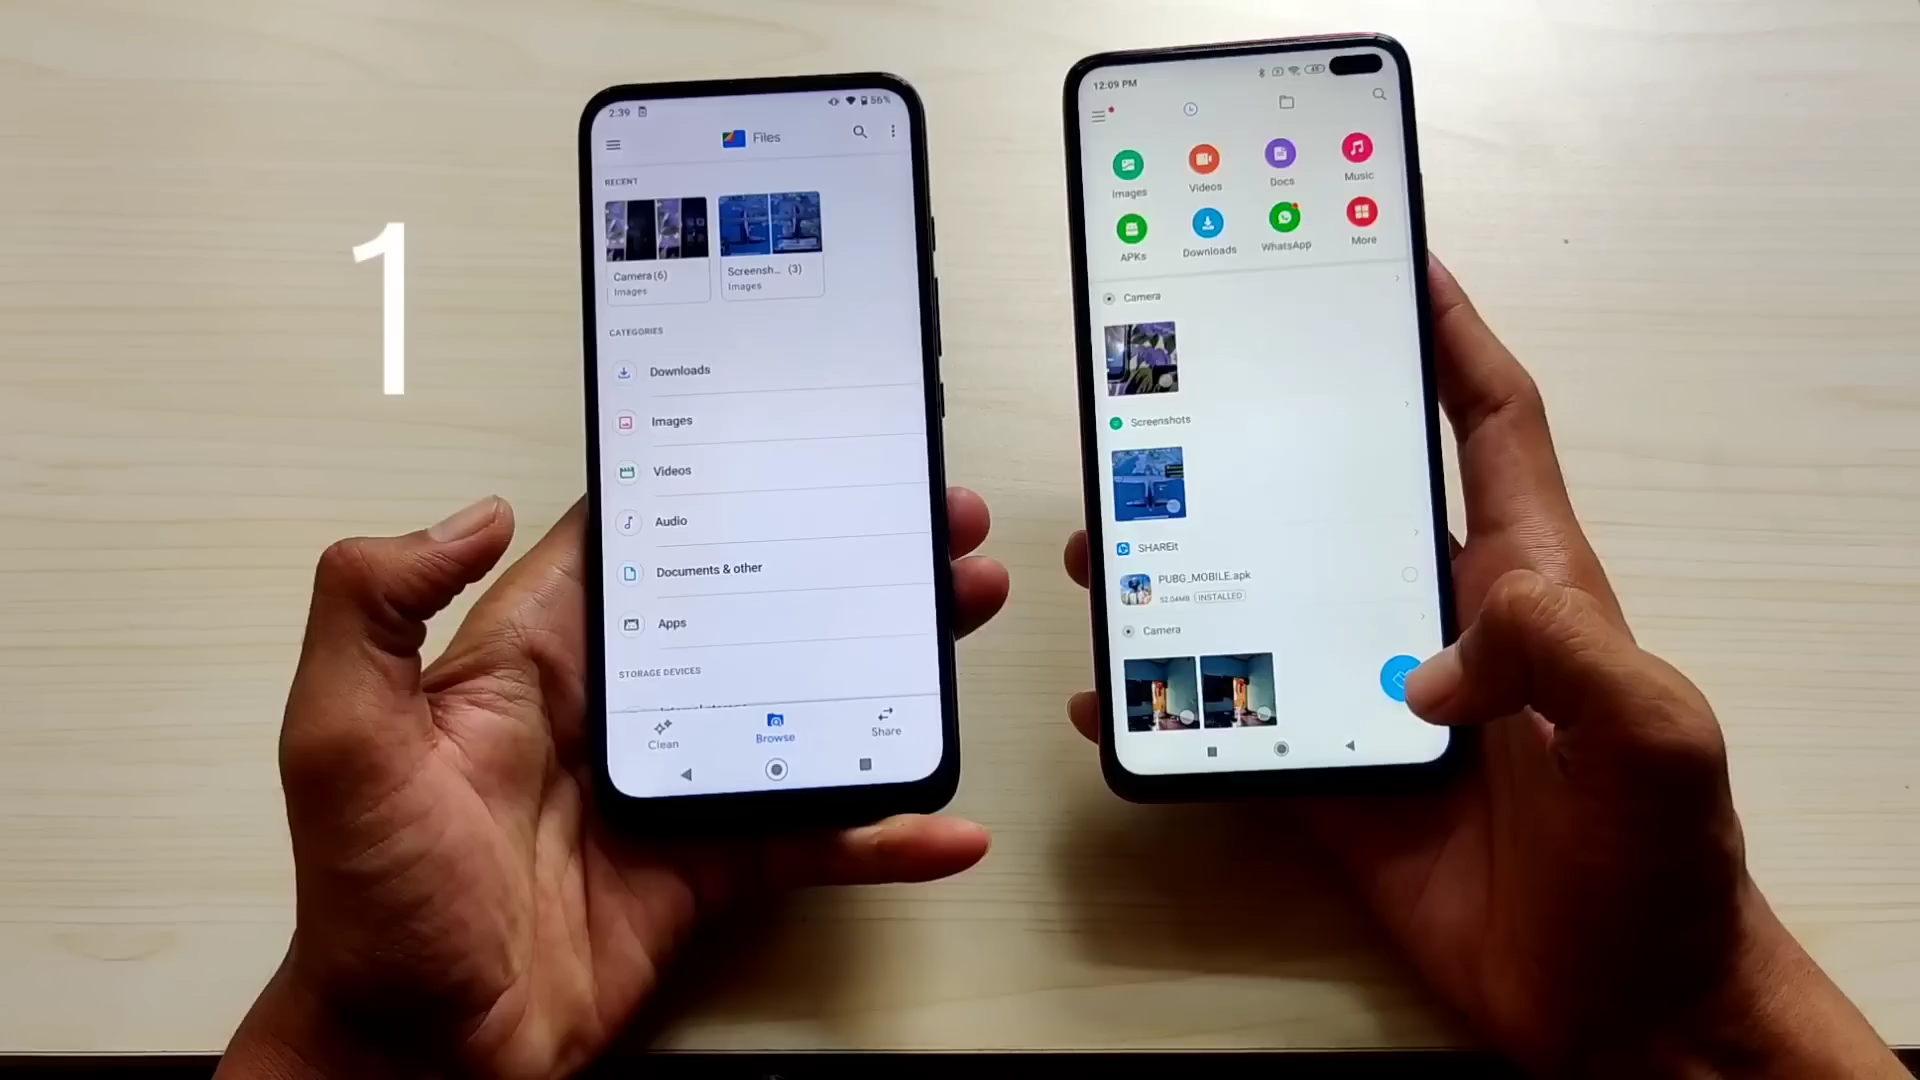 1
2:39
56%
Files
RECENT
Camera (6)
Images
Screensh... (3)
Images
CATEGORIES
Downloads
Images
Videos
Audio
Documents & other
Apps
STORAGE DEVICES
Clean
Browse
Share
12:09 PM
Images
Videos
Docs
Music
APKs
Downloads
WhatsApp
More
Camera
Screenshots
SHAREit
PUBG_MOBILE.apk
52.04MB INSTALLED
Camera